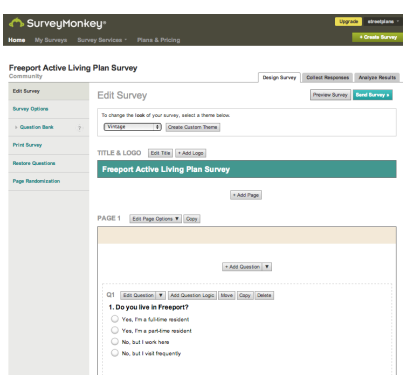 SurveyMonkey®
Upgrade streetplans
Home My Surveys Survey Services Plans & Pricing
+ Create Survey
Freeport Active Living Plan Survey
Community
Design Survey Collect Responses Analyze Results
Edit Survey
Edit Survey
Preview Survey Send Survey »
Survey Options
To change the look of your survey, select a theme below.
Vintage Create Custom Theme
> Question Bank
Print Survey
TITLE & LOGO Edit Title + Add Logo
Restore Questions
Freeport Active Living Plan Survey
Page Randomization
+ Add Page
PAGE 1 Edit Page Options ▼ Copy
+ Add Question ▼
Q1 Edit Question ▼ Add Question Logic Move Copy Delete
1. Do you live in Freeport?
Yes, I'm a full-time resident
Yes, I'm a part-time resident
No, but I work here
No, but I visit frequently